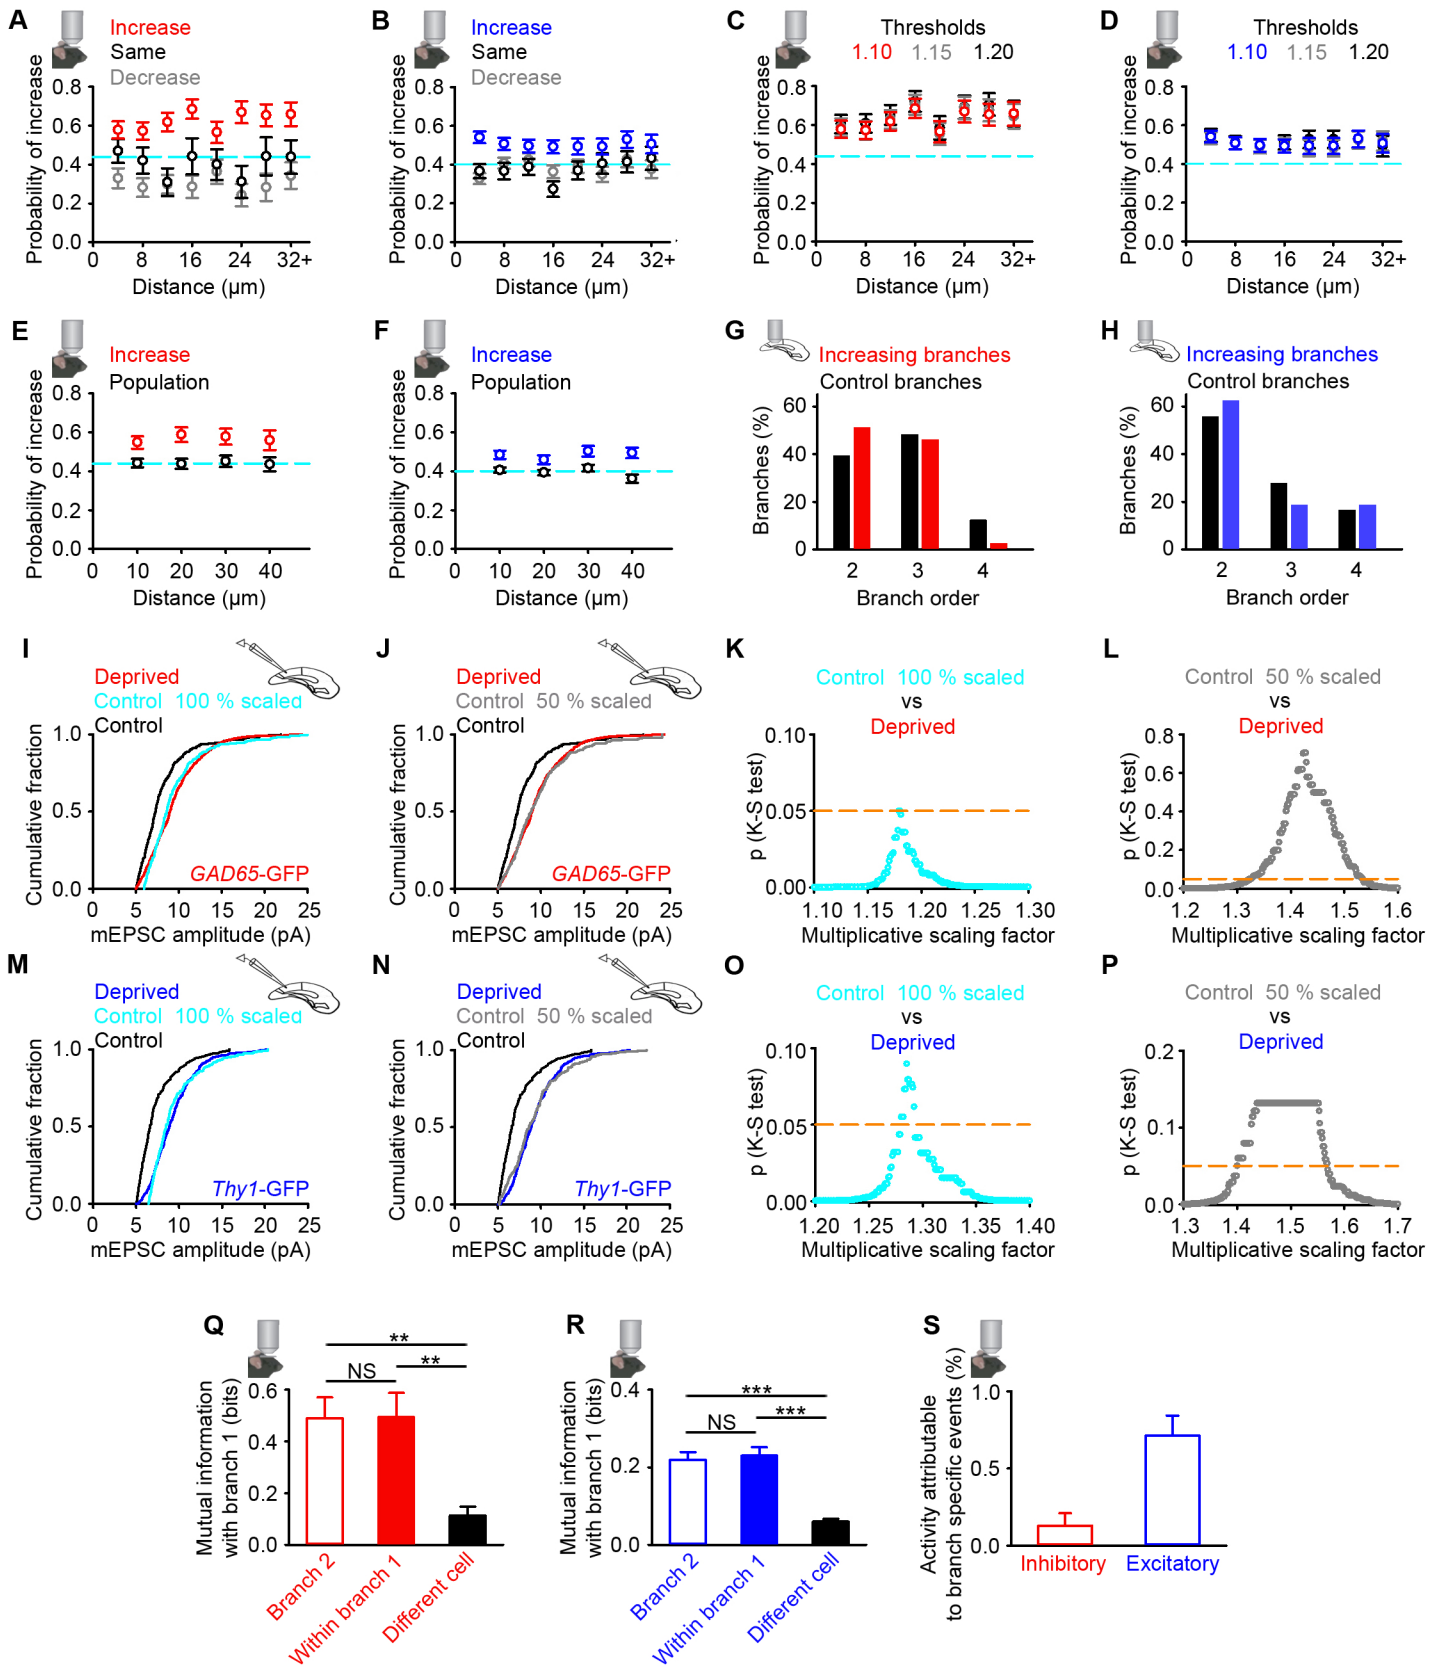 A
Increase
Same
Decrease
Probability of increase
0.8
0.6
0.4
0.2
0.0
0 8 16 24 32+
Distance (µm)
B
Increase
Same
Decrease
Probability of increase
0.8
0.6
0.4
0.2
0.0
0 8 16 24 32+
Distance (µm)
C
Thresholds
1.10 1.15 1.20
Probability of increase
0.8
0.6
0.4
0.2
0.0
0 8 16 24 32+
Distance (µm)
D
Thresholds
1.10 1.15 1.20
Probability of increase
0.8
0.6
0.4
0.2
0.0
0 8 16 24 32+
Distance (µm)
E
Increase
Population
Probability of increase
0.8
0.6
0.4
0.2
0.0
0 10 20 30 40
Distance (µm)
F
Increase
Population
Probability of increase
0.8
0.6
0.4
0.2
0.0
0 10 20 30 40
Distance (µm)
G
Increasing branches
Control branches
Branches (%)
60
40
20
0
2 3 4
Branch order
H
Increasing branches
Control branches
Branches (%)
60
40
20
0
2 3 4
Branch order
I
Deprived
Control 100 % scaled
Control
Cumulative fraction
1.0
0.5
0.0
GAD65-GFP
0 5 10 15 20 25
mEPSC amplitude (pA)
J
Deprived
Control 50 % scaled
Control
Cumulative fraction
1.0
0.5
0.0
GAD65-GFP
0 5 10 15 20 25
mEPSC amplitude (pA)
K
Control 100 % scaled
vs
Deprived
p (K-S test)
0.10
0.05
0.00
1.10 1.15 1.20 1.25 1.30
Multiplicative scaling factor
L
Control 50 % scaled
vs
Deprived
p (K-S test)
0.8
0.6
0.4
0.2
0.0
1.2 1.3 1.4 1.5 1.6
Multiplicative scaling factor
M
Deprived
Control 100 % scaled
Control
Cumulative fraction
1.0
0.5
0.0
Thy1-GFP
0 5 10 15 20 25
mEPSC amplitude (pA)
N
Deprived
Control 50 % scaled
Control
Cumulative fraction
1.0
0.5
0.0
Thy1-GFP
0 5 10 15 20 25
mEPSC amplitude (pA)
O
Control 100 % scaled
vs
Deprived
p (K-S test)
0.10
0.05
0.00
1.20 1.25 1.30 1.35 1.40
Multiplicative scaling factor
P
Control 50 % scaled
vs
Deprived
p (K-S test)
0.2
0.1
0.0
1.3 1.4 1.5 1.6 1.7
Multiplicative scaling factor
Q
**
NS **
Mutual information
with branch 1 (bits)
0.6
0.4
0.2
0.0
Branch 2
Within branch 1
Different cell
R
***
NS ***
Mutual information
with branch 1 (bits)
0.4
0.2
0.0
Branch 2
Within branch 1
Different cell
S
Activity attributable
to branch specific events (%)
1.0
0.5
0.0
Inhibitory Excitatory